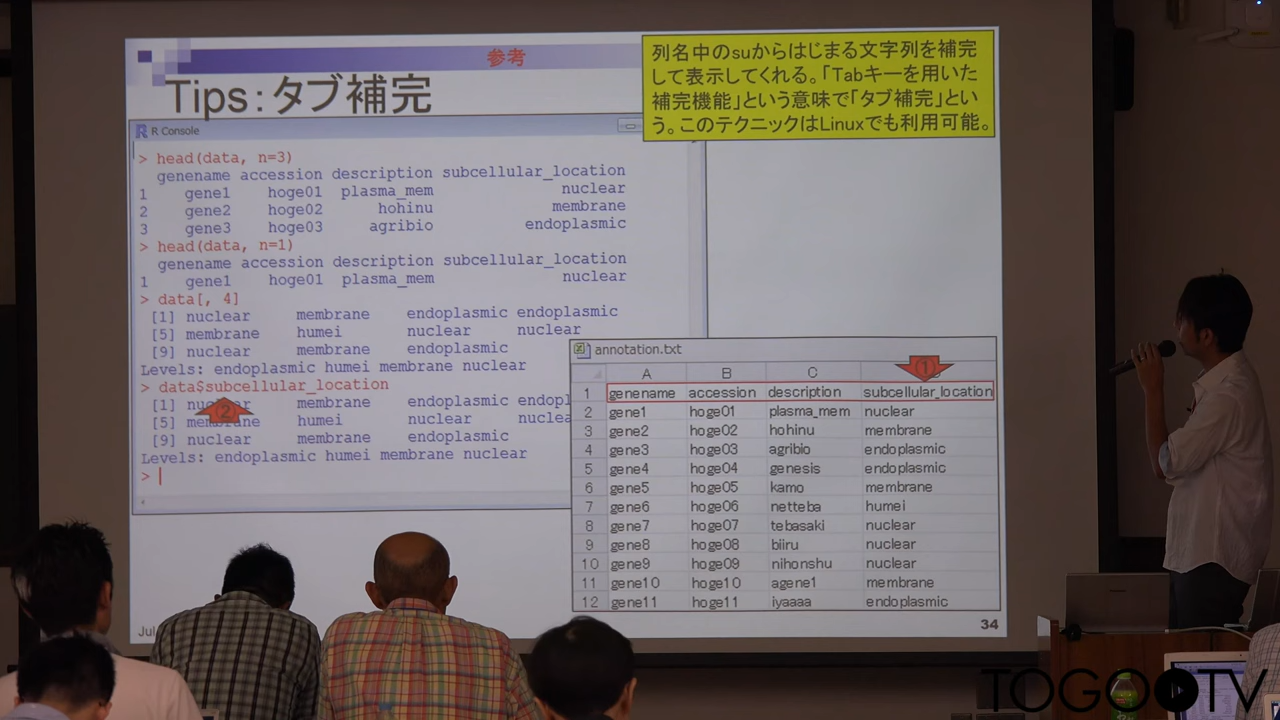 参考
Tips：タブ補完
列名中のsuからはじまる文字列を補完
して表示してくれる。「Tabキーを用いた
補完機能」という意味で「タブ補完」とい
う。このテクニックはLinuxでも利用可能。
R Console
> head(data, n=3)
genename accession description subcellular_location
1 gene1 hoge01 plasma_mem nuclear
2 gene2 hoge02 hohinu membrane
3 gene3 hoge03 agribio endoplasmic
> head(data, n=1)
genename accession description subcellular_location
1 gene1 hoge01 plasma_mem nuclear
> data[, 4]
[1] nuclear membrane endoplasmic endoplasmic
[5] membrane humei nuclear nuclear
[9] nuclear membrane endoplasmic
Levels: endoplasmic humei membrane nuclear
> data$subcellular_location
[1] membrane endoplasmic
[5] humei nuclear
[9] nuclear membrane endoplasmic
Levels: endoplasmic humei membrane nuclear
>
②
annotation.txt
①
A B C
1 genename accession description subcellular_location
2 gene1 hoge01 plasma_mem nuclear
3 gene2 hoge02 hohinu membrane
4 gene3 hoge03 agribio endoplasmic
5 gene4 hoge04 genesis endoplasmic
6 gene5 hoge05 kamo membrane
7 gene6 hoge06 netteba humei
8 gene7 hoge07 tebasaki nuclear
9 gene8 hoge08 biiru nuclear
10 gene9 hoge09 nihonshu nuclear
11 gene10 hoge10 agene1 membrane
12 gene11 hoge11 iyaaaa endoplasmic
34
TOGO TV